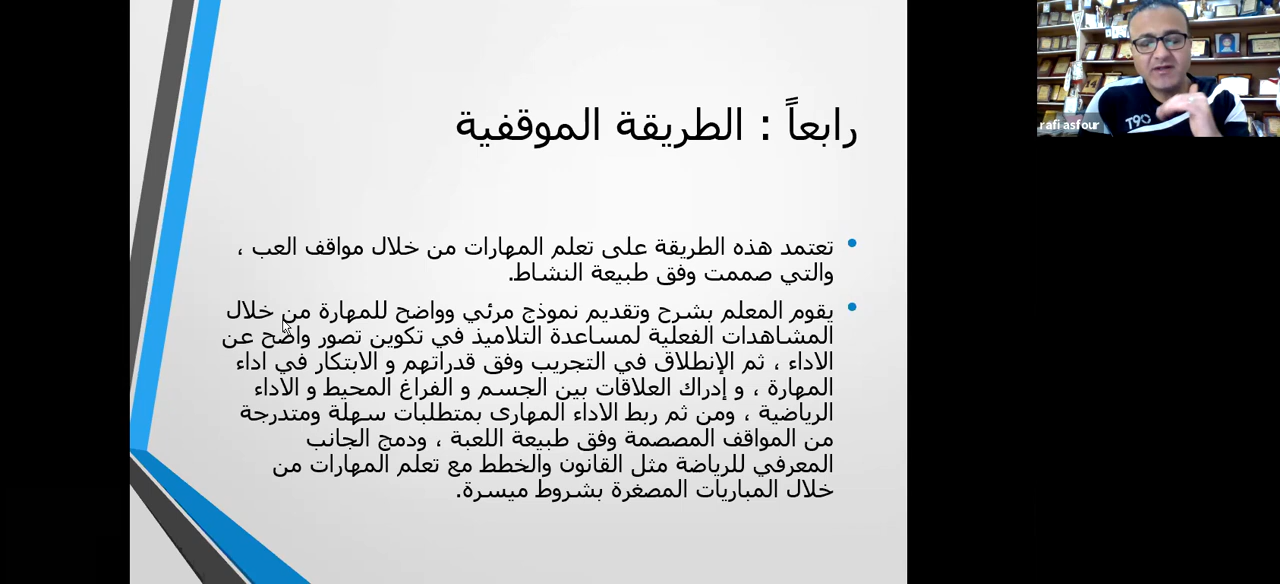 رابعاً : الطريقة الموقفية
تعتمد هذه الطريقة على تعلم المهارات من خلال مواقف العب ،
والتي صممت وفق طبيعة النشاط.
يقوم المعلم بشرح وتقديم نموذج مرئي وواضح للمهارة من خلال
المشاهدات الفعلية لمساعدة التلاميذ في تكوين تصور واضح عن
الاداء ، ثم الإنطلاق في التجريب وفق قدراتهم و الابتكار في اداء
المهارة ، و إدراك العلاقات بين الجسم و الفراغ المحيط و الاداء
الرياضية ، ومن ثم ربط الاداء المهارى بمتطلبات سهلة ومتدرجة
من المواقف المصصمة وفق طبيعة اللعبة ، ودمج الجانب
المعرفي للرياضة مثل القانون والخطط مع تعلم المهارات من
خلال المباريات المصغرة بشروط ميسرة.
T90
rafi asfour